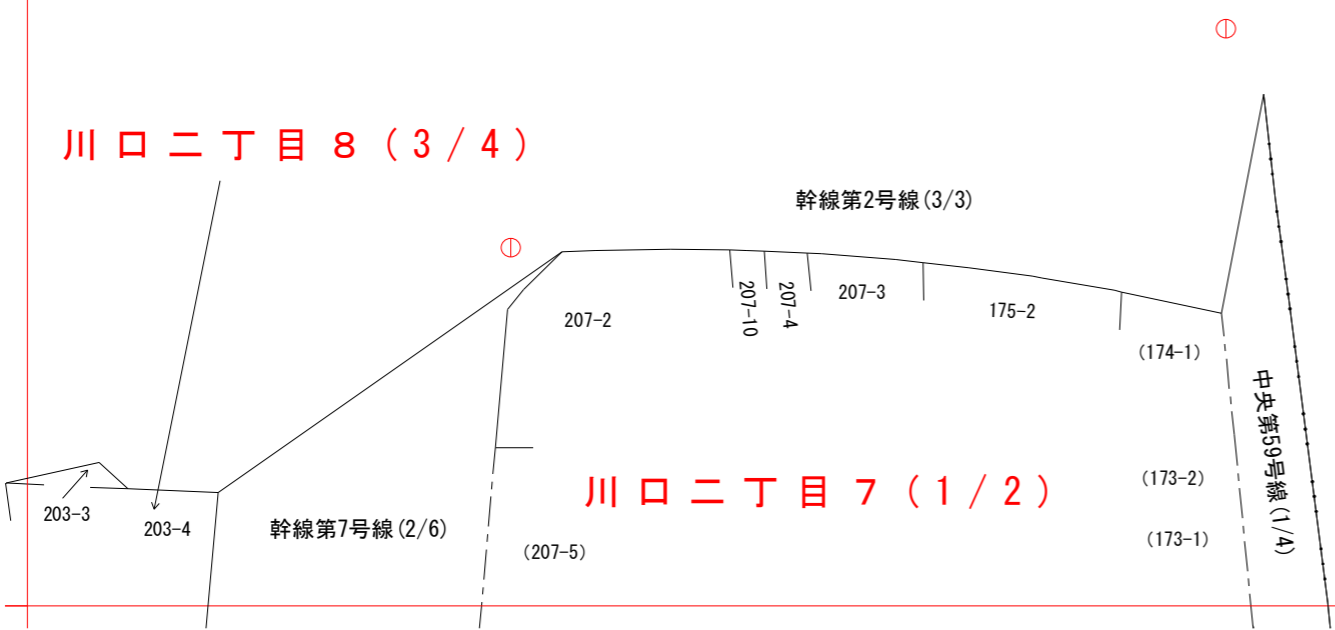 川口二丁目８(３/４)
幹線第2号線(3/3)
207-2
207-10
207-4
207-3
175-2
(174-1)
中央第59号線(1/4)
川口二丁目７(１/２)
(173-2)
(173-1)
203-3
203-4
幹線第7号線(2/6)
(207-5)